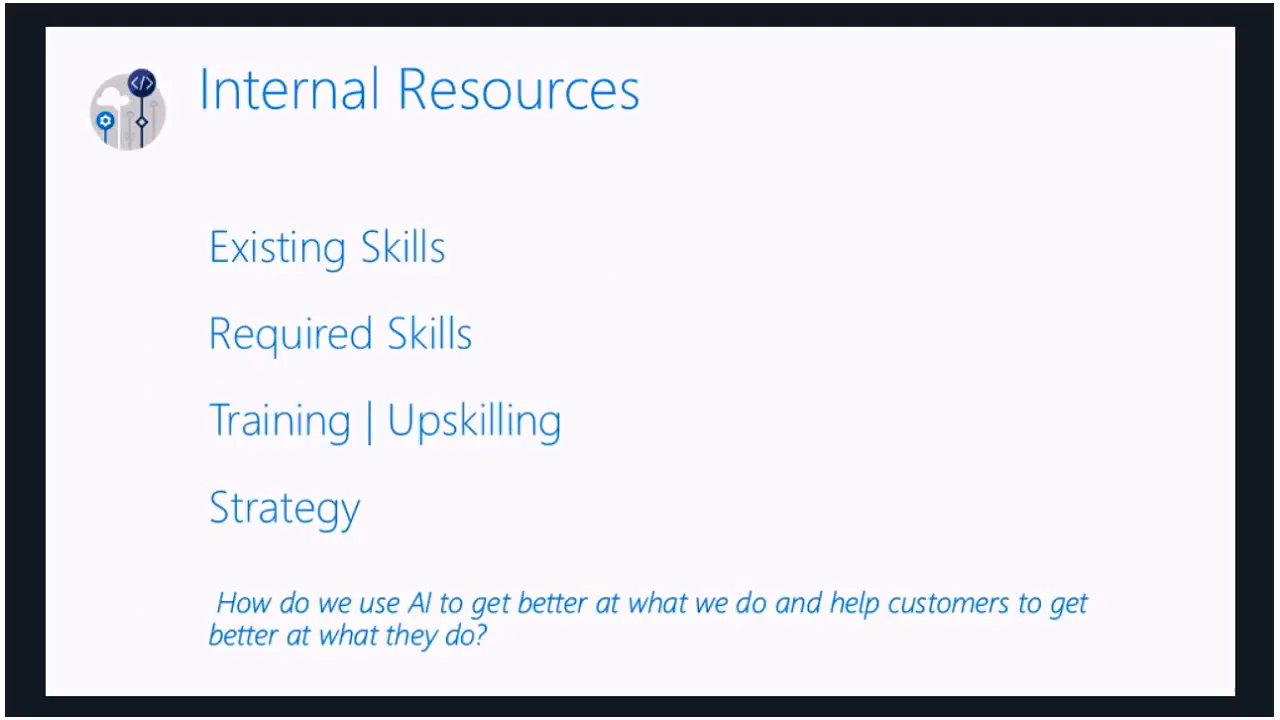 </>
Internal Resources
Existing Skills
Required Skills
Training | Upskilling
Strategy
How do we use AI to get better at what we do and help customers to get
better at what they do?